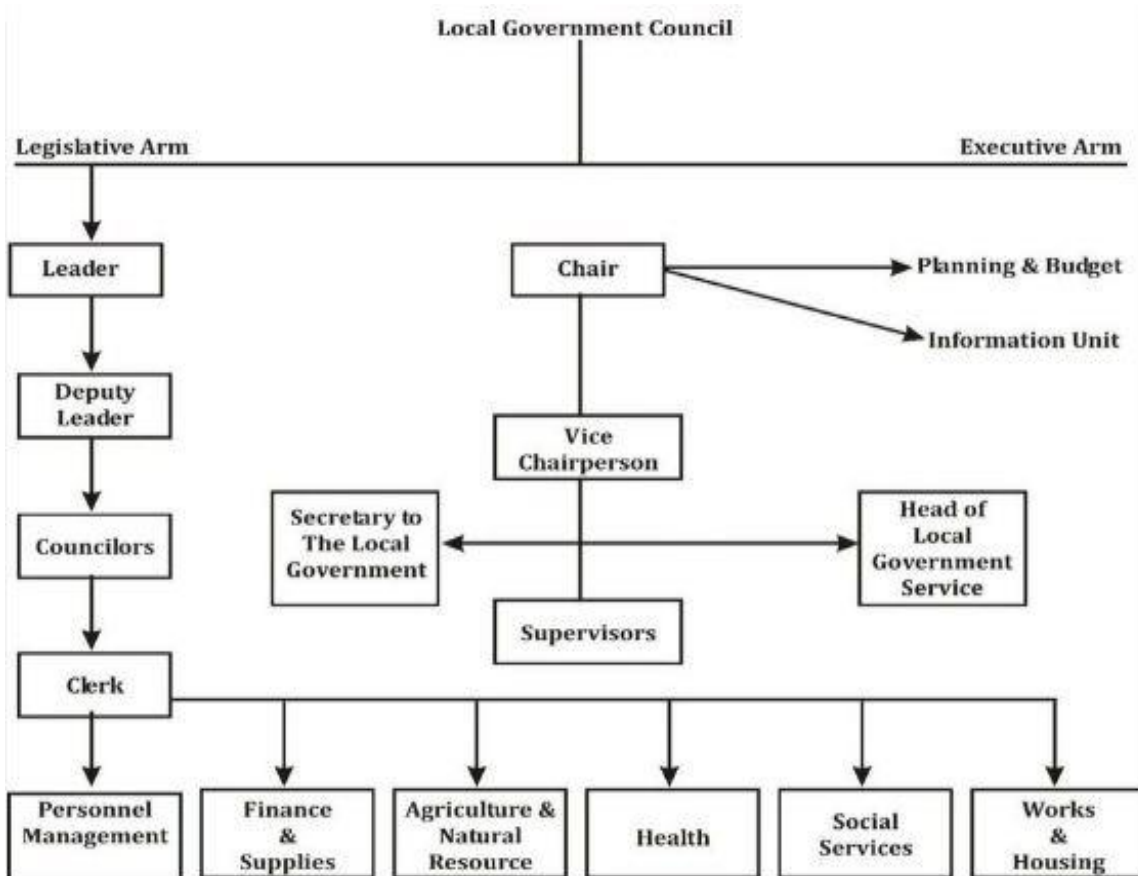 Local Government Council
Legislative Arm
Executive Arm
Leader
Chair
Planning & Budget
Information Unit
Deputy
Leader
Vice
Chairperson
Secretary to
The Local
Government
Head of
Local
Government
Service
Councilors
Supervisors
Clerk
Personnel
Management
Finance
&
Supplies
Agriculture &
Natural
Resource
Health
Social
Services
Works
&
Housing